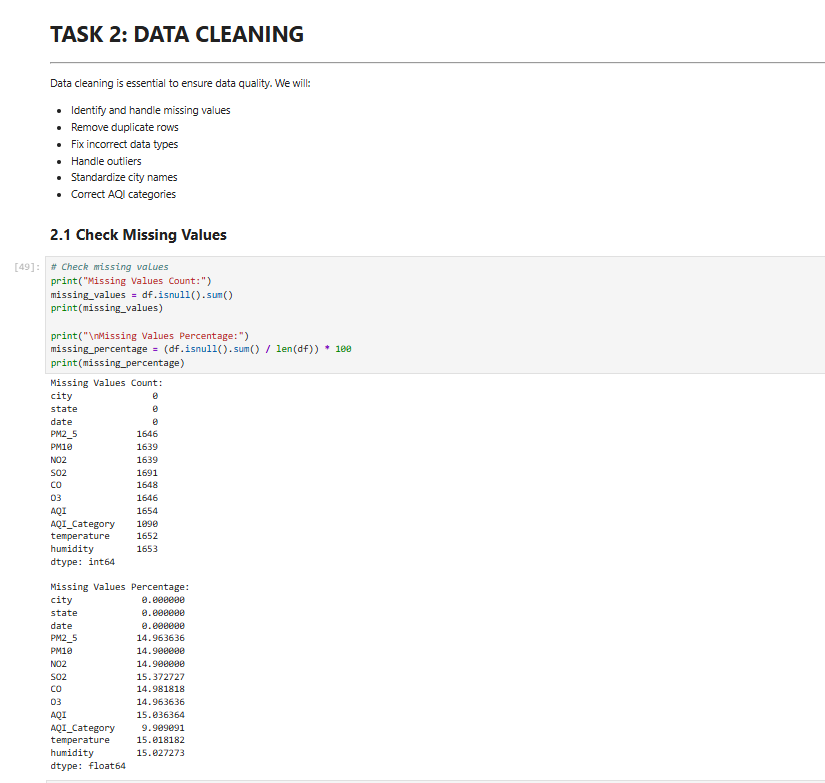 TASK 2: DATA CLEANING
Data cleaning is essential to ensure data quality. We will:
• Identify and handle missing values
• Remove duplicate rows
• Fix incorrect data types
• Handle outliers
• Standardize city names
• Correct AQI categories
2.1 Check Missing Values
[49]: # Check missing values
print("Missing Values Count:")
missing_values = df.isnull().sum()
print(missing_values)
print("\nMissing Values Percentage:")
missing_percentage = (df.isnull().sum() / len(df)) * 100
print(missing_percentage)
Missing Values Count:
city 0
state 0
date 0
PM2_5 1646
PM10 1639
NO2 1639
SO2 1691
CO 1648
O3 1646
AQI 1654
AQI_Category 1090
temperature 1652
humidity 1653
dtype: int64
Missing Values Percentage:
city 0.000000
state 0.000000
date 0.000000
PM2_5 14.963636
PM10 14.900000
NO2 14.900000
SO2 15.372727
CO 14.981818
O3 14.963636
AQI 15.036364
AQI_Category 9.909091
temperature 15.018182
humidity 15.027273
dtype: float64